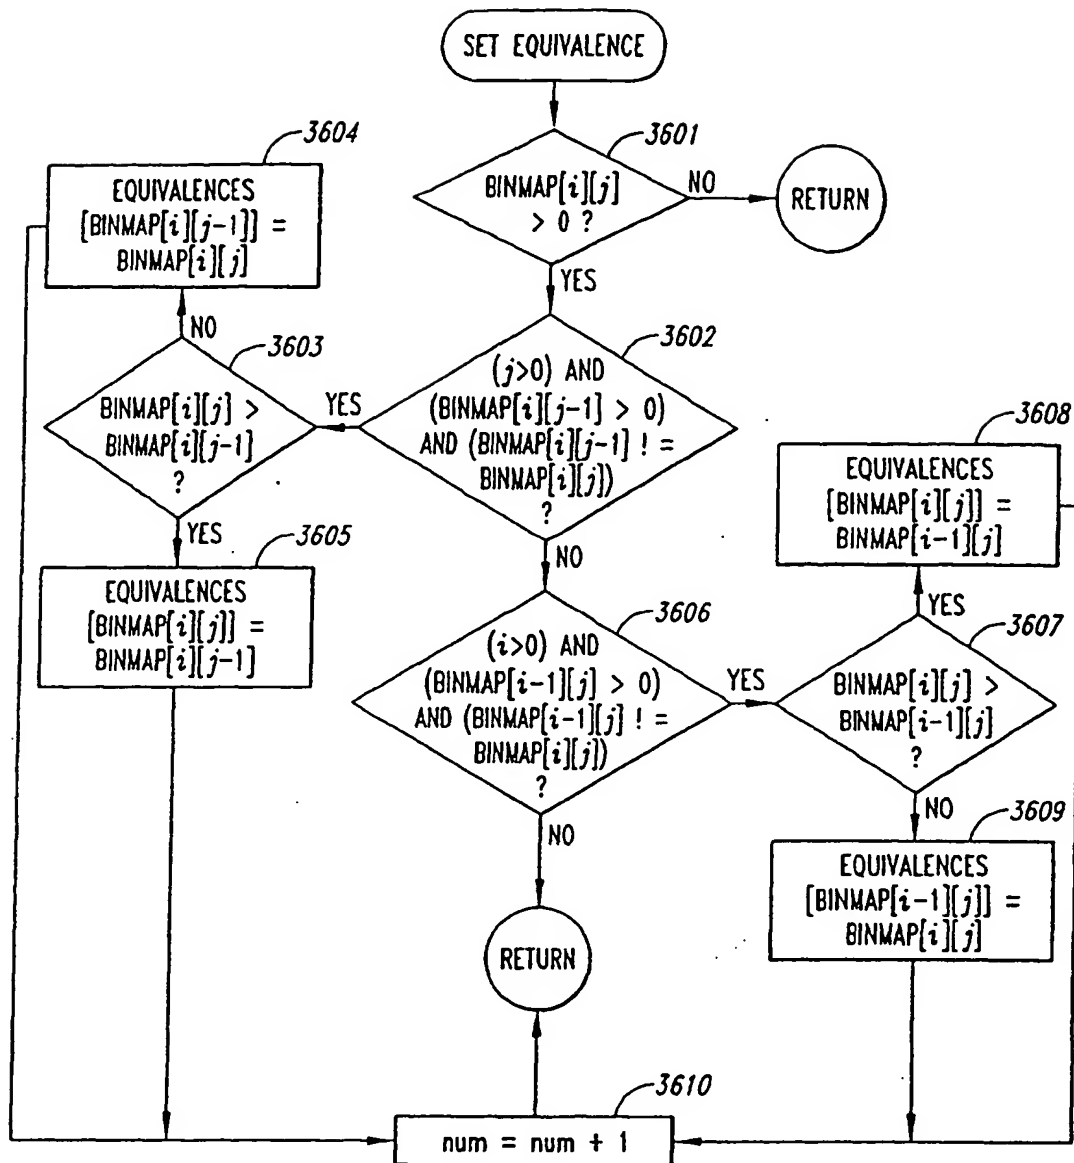 SET EQUIVALENCE
3601
BINMAP[i][j]
> 0 ?
NO
RETURN
YES
3604
EQUIVALENCES
[BINMAP[i][j-1]] =
BINMAP[i][j]
NO
3603
BINMAP[i][j] >
BINMAP[i][j-1]
?
YES
YES
3602
(j>0) AND
(BINMAP[i][j-1] > 0)
AND (BINMAP[i][j-1] ! =
BINMAP[i][j])
?
NO
3605
EQUIVALENCES
[BINMAP[i][j]] =
BINMAP[i][j-1]
3606
(i>0) AND
(BINMAP[i-1][j] > 0)
AND (BINMAP[i-1][j] ! =
BINMAP[i][j])
?
YES
NO
3608
EQUIVALENCES
[BINMAP[i][j]] =
BINMAP[i-1][j]
YES
3607
BINMAP[i][j] >
BINMAP[i-1][j]
?
NO
3609
EQUIVALENCES
[BINMAP[i-1][j]] =
BINMAP[i][j]
RETURN
3610
num = num + 1